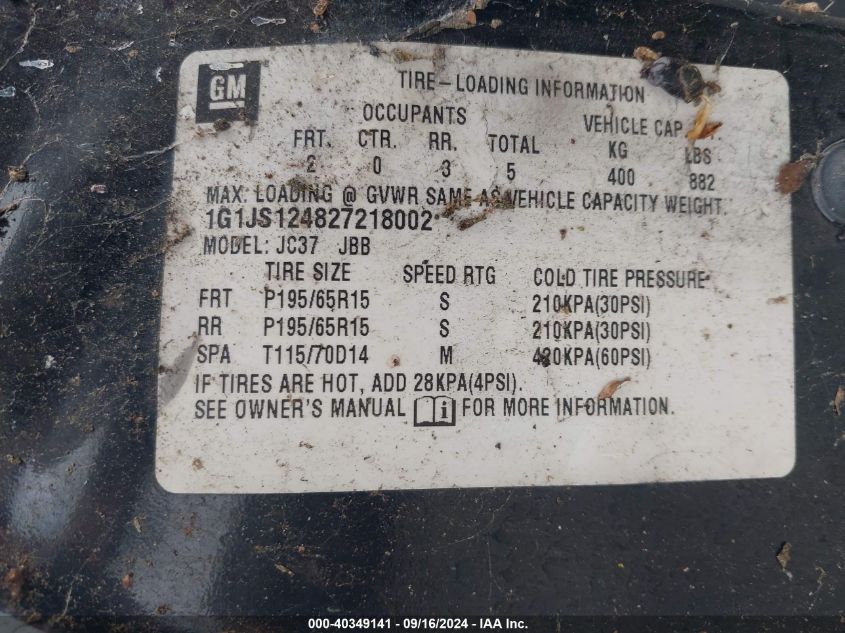 GM
TIRE-LOADING INFORMATION
OCCUPANTS VEHICLE CAP.
FRT. CTR. RR. TOTAL KG LBS
2 0 3 5 400 882
MAX. LOADING @ GVWR SAME AS VEHICLE CAPACITY WEIGHT.
1G1JS124827218002
MODEL: JC37 JBB
TIRE SIZE SPEED RTG COLD TIRE PRESSURE
FRT P195/65R15 S 210KPA(30PSI)
RR P195/65R15 S 210KPA(30PSI)
SPA T115/70D14 M 420KPA(60PSI)
IF TIRES ARE HOT, ADD 28KPA(4PSI).
SEE OWNER'S MANUAL i FOR MORE INFORMATION.
000-40349141 - 09/16/2024 - IAA Inc.